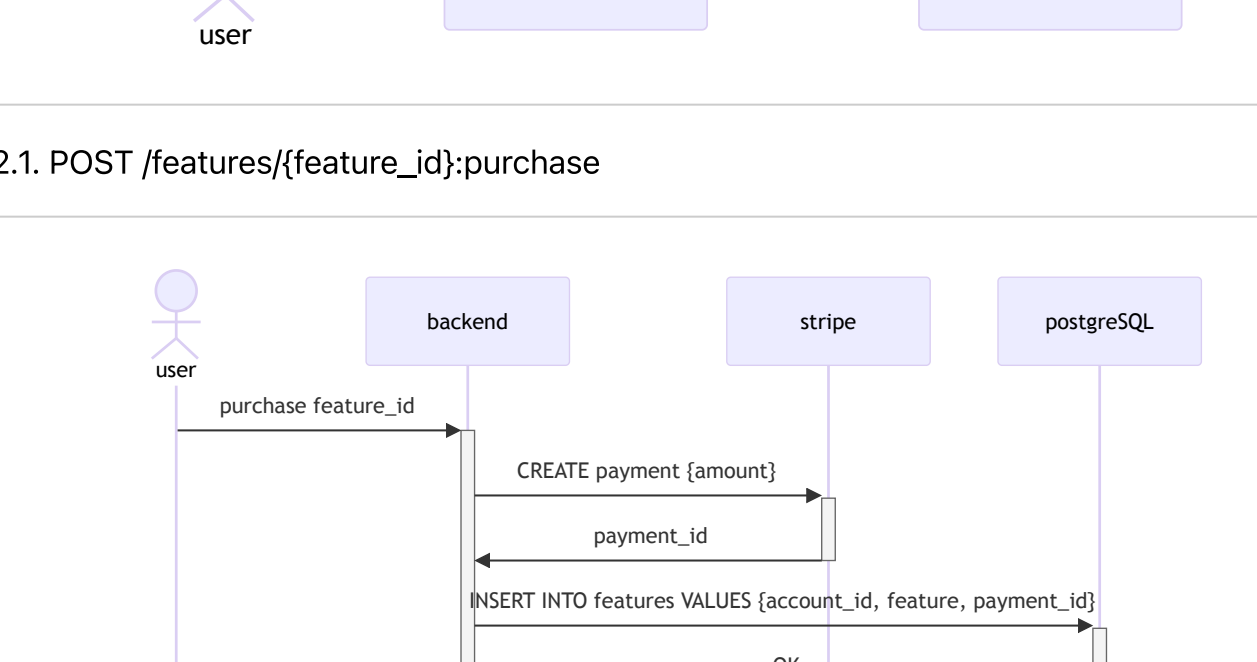 user
2.1. POST /features/{feature_id}:purchase
user
backend
stripe
postgreSQL
purchase feature_id
CREATE payment {amount}
payment_id
INSERT INTO features VALUES {account_id, feature, payment_id}
OK